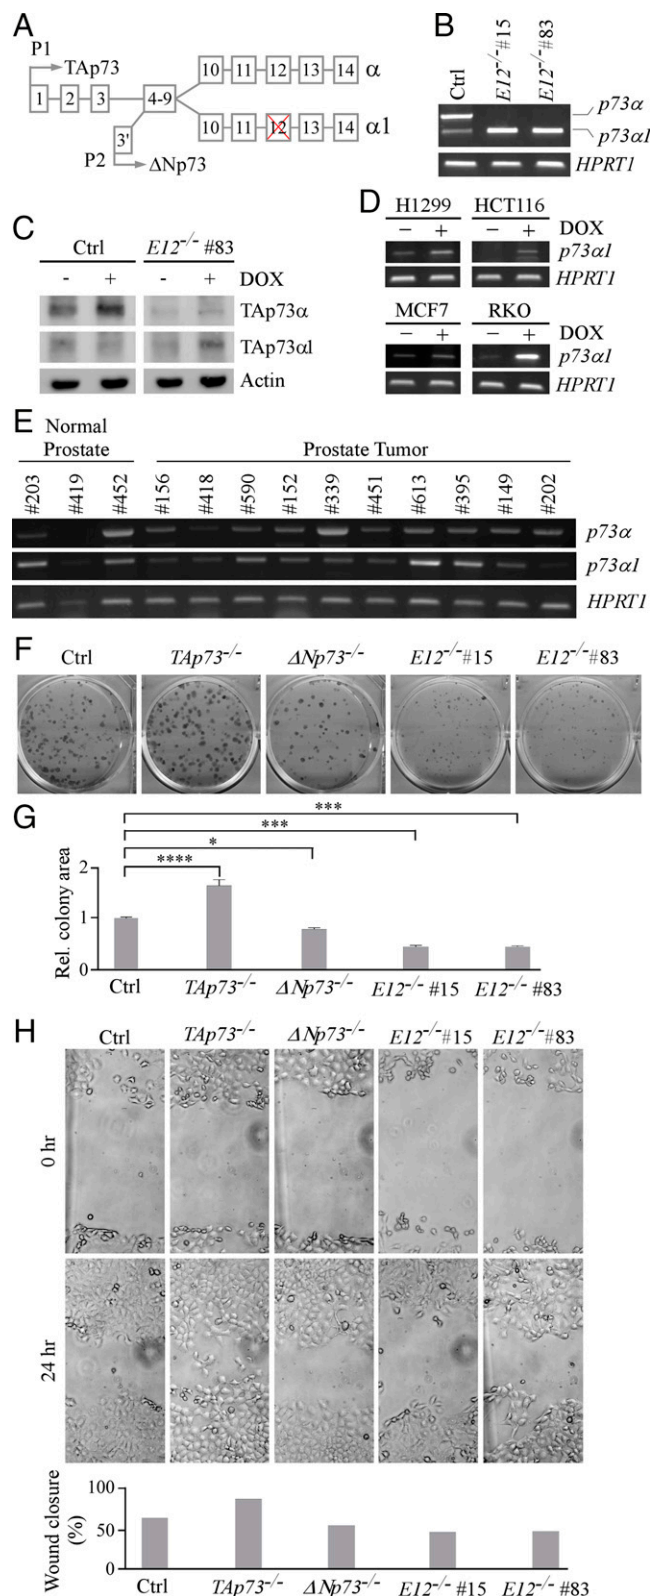 A
P1
TAp73
1 2 3 4-9 10 11 12 13 14 α
3' 10 11 12 13 14 α1
P2 ΔNp73
B
Ctrl E12-/-#15 E12-/-#83
p73α
p73α1
HPRT1
C
Ctrl E12-/- #83
- + - + DOX
TAp73α
TAp73α1
Actin
D
H1299 HCT116
- + - + DOX
p73α1
HPRT1
MCF7 RKO
- + - + DOX
p73α1
HPRT1
E
Normal
Prostate Prostate Tumor
#203 #419 #452 #156 #418 #590 #152 #339 #451 #613 #395 #149 #202
p73α
p73α1
HPRT1
F
Ctrl TAp73-/- ΔNp73-/- E12-/-#15 E12-/-#83
G
***
***
*
****
Rel. colony area
2
1
0
Ctrl TAp73-/- ΔNp73-/- E12-/- #15 E12-/- #83
H
Ctrl TAp73-/- ΔNp73-/- E12-/-#15 E12-/-#83
0 hr
24 hr
Wound closure
(%)
100
50
0
Ctrl TAp73-/- ΔNp73-/- E12-/- #15 E12-/- #83